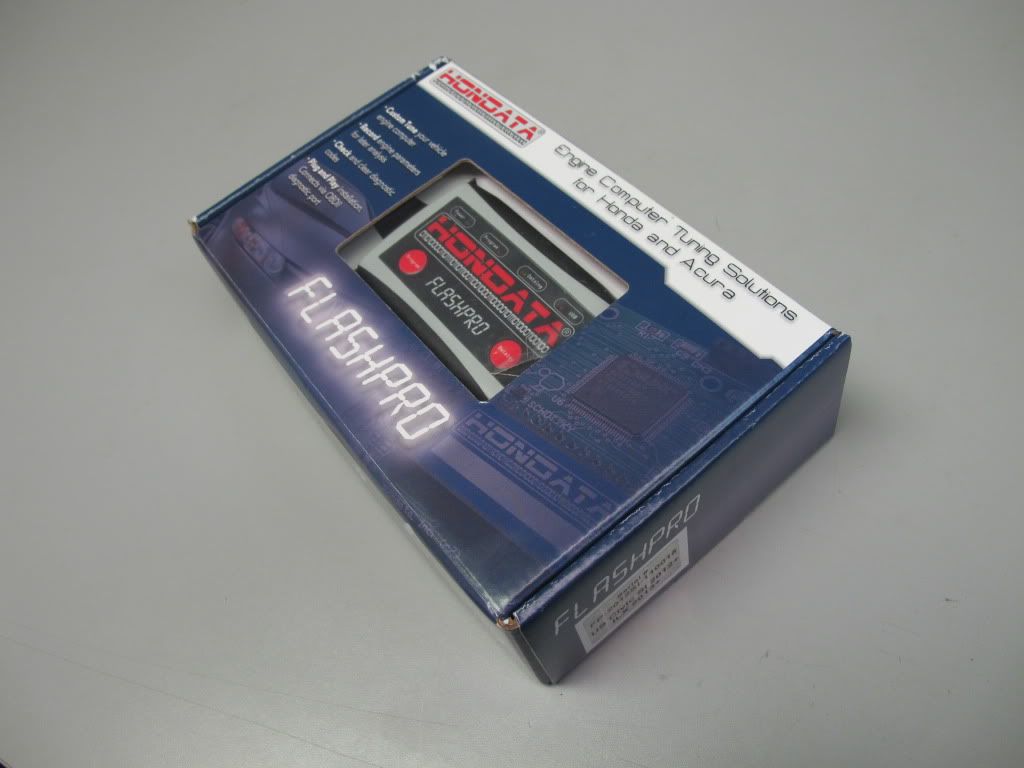 HONDATA®
Engine Computer Tuning Solutions
for Honda and Acura
• Custom Tune your vehicle
engine computer
• Record engine parameters
for later analysis
• Check and clear diagnostic
codes
• Plug and Play installation.
Connects via OBDII
diagnostic port
HONDATA®
FLASHPRO
FLASHPRO
HONDATA
FLASHPRO